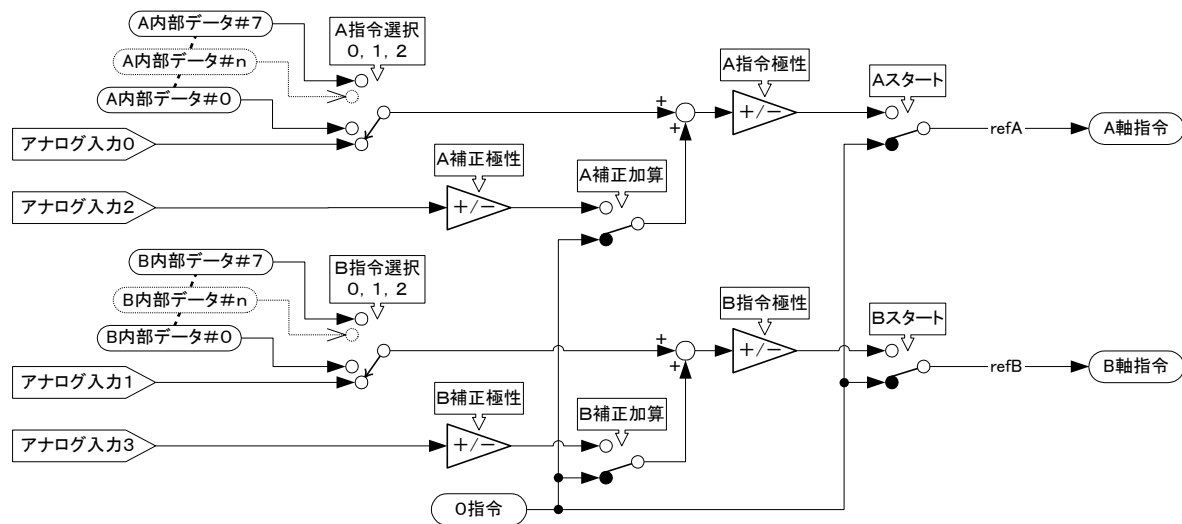 A内部データ#7
A内部データ#n
A内部データ#0
アナログ入力0
A指令選択
0, 1, 2
A指令極性
+/−
Aスタート
+
+
refA
A軸指令
アナログ入力2
A補正極性
+/−
A補正加算
B内部データ#7
B内部データ#n
B内部データ#0
アナログ入力1
B指令選択
0, 1, 2
B指令極性
+/−
Bスタート
+
+
refB
B軸指令
アナログ入力3
B補正極性
+/−
B補正加算
0指令